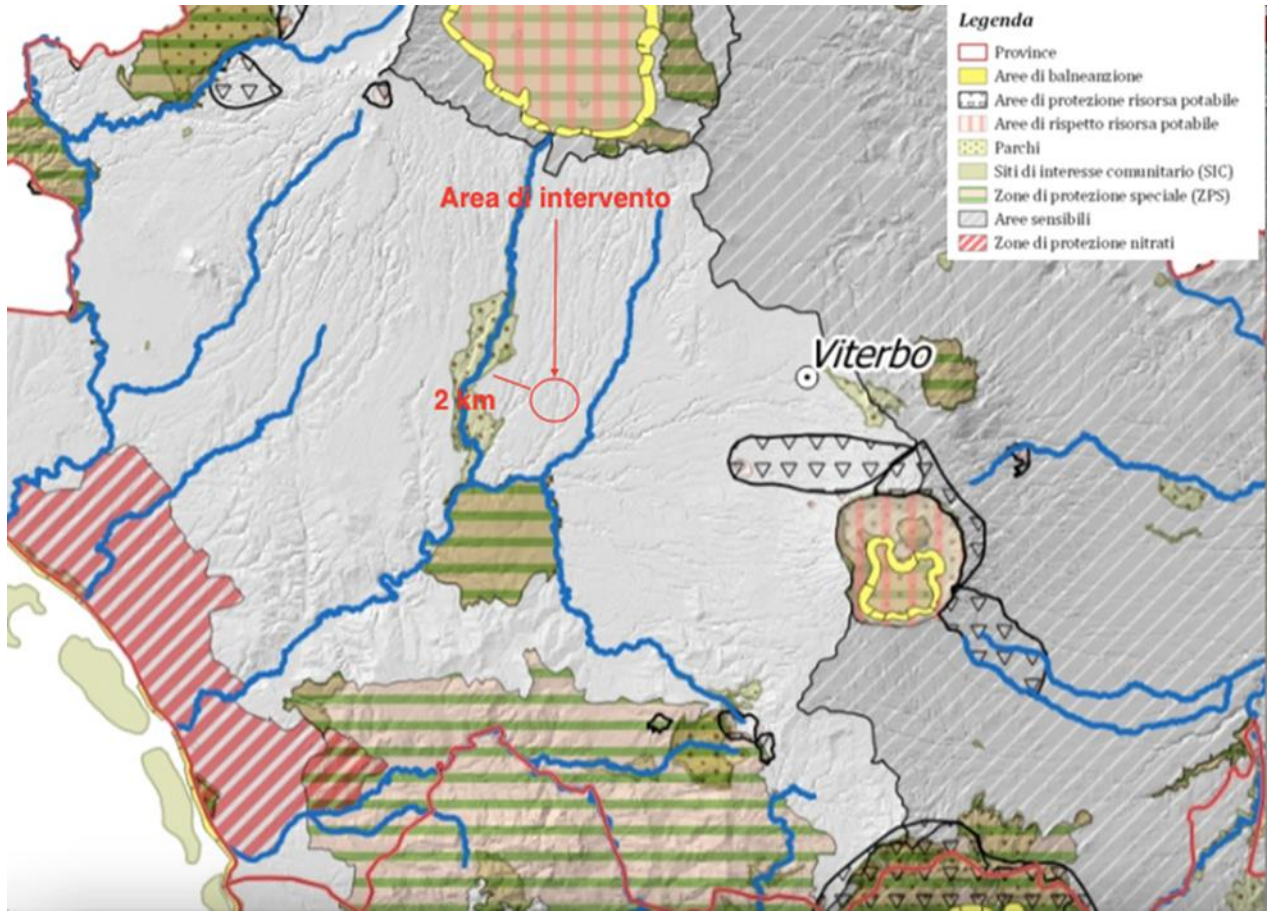 Legenda
Province
Aree di balneanzione
Aree di protezione risorsa potabile
Aree di rispetto risorsa potabile
Parchi
Siti di interesse comunitario (SIC)
Zone di protezione speciale (ZPS)
Aree sensibili
Zone di protezione nitrati
Area di intervento
Viterbo
2 km